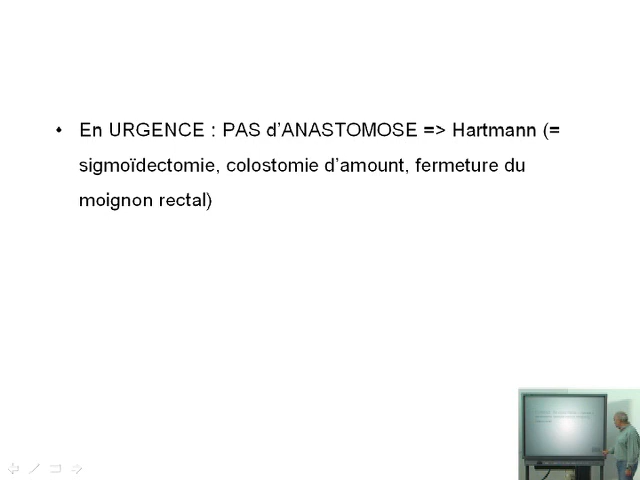 • En URGENCE : PAS d'ANASTOMOSE => Hartmann (=
sigmoïdectomie, colostomie d'amount, fermeture du
moignon rectal)